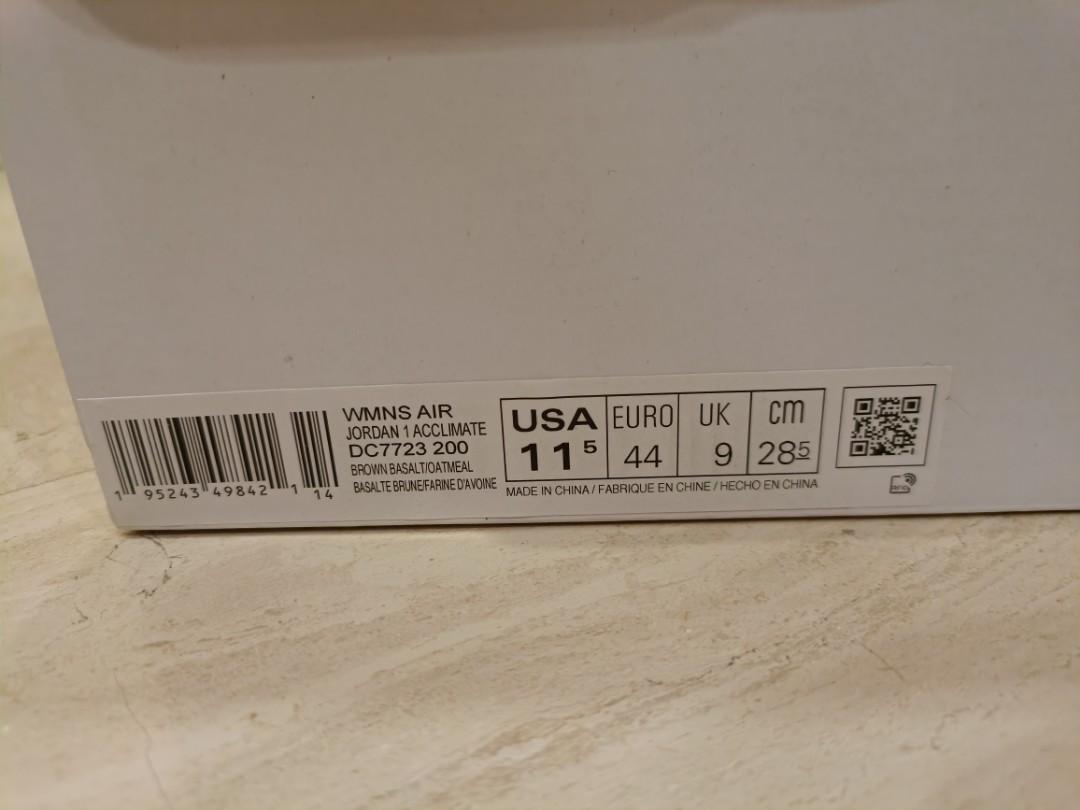 1 95243 49842 1 14
WMNS AIR
JORDAN 1 ACCLIMATE
DC7723 200
BROWN BASALT/OATMEAL
BASALTE BRUNE/FARINE D'AVOINE
USA EURO UK cm
11 5 44 9 28 5
MADE IN CHINA / FABRIQUE EN CHINE / HECHO EN CHINA